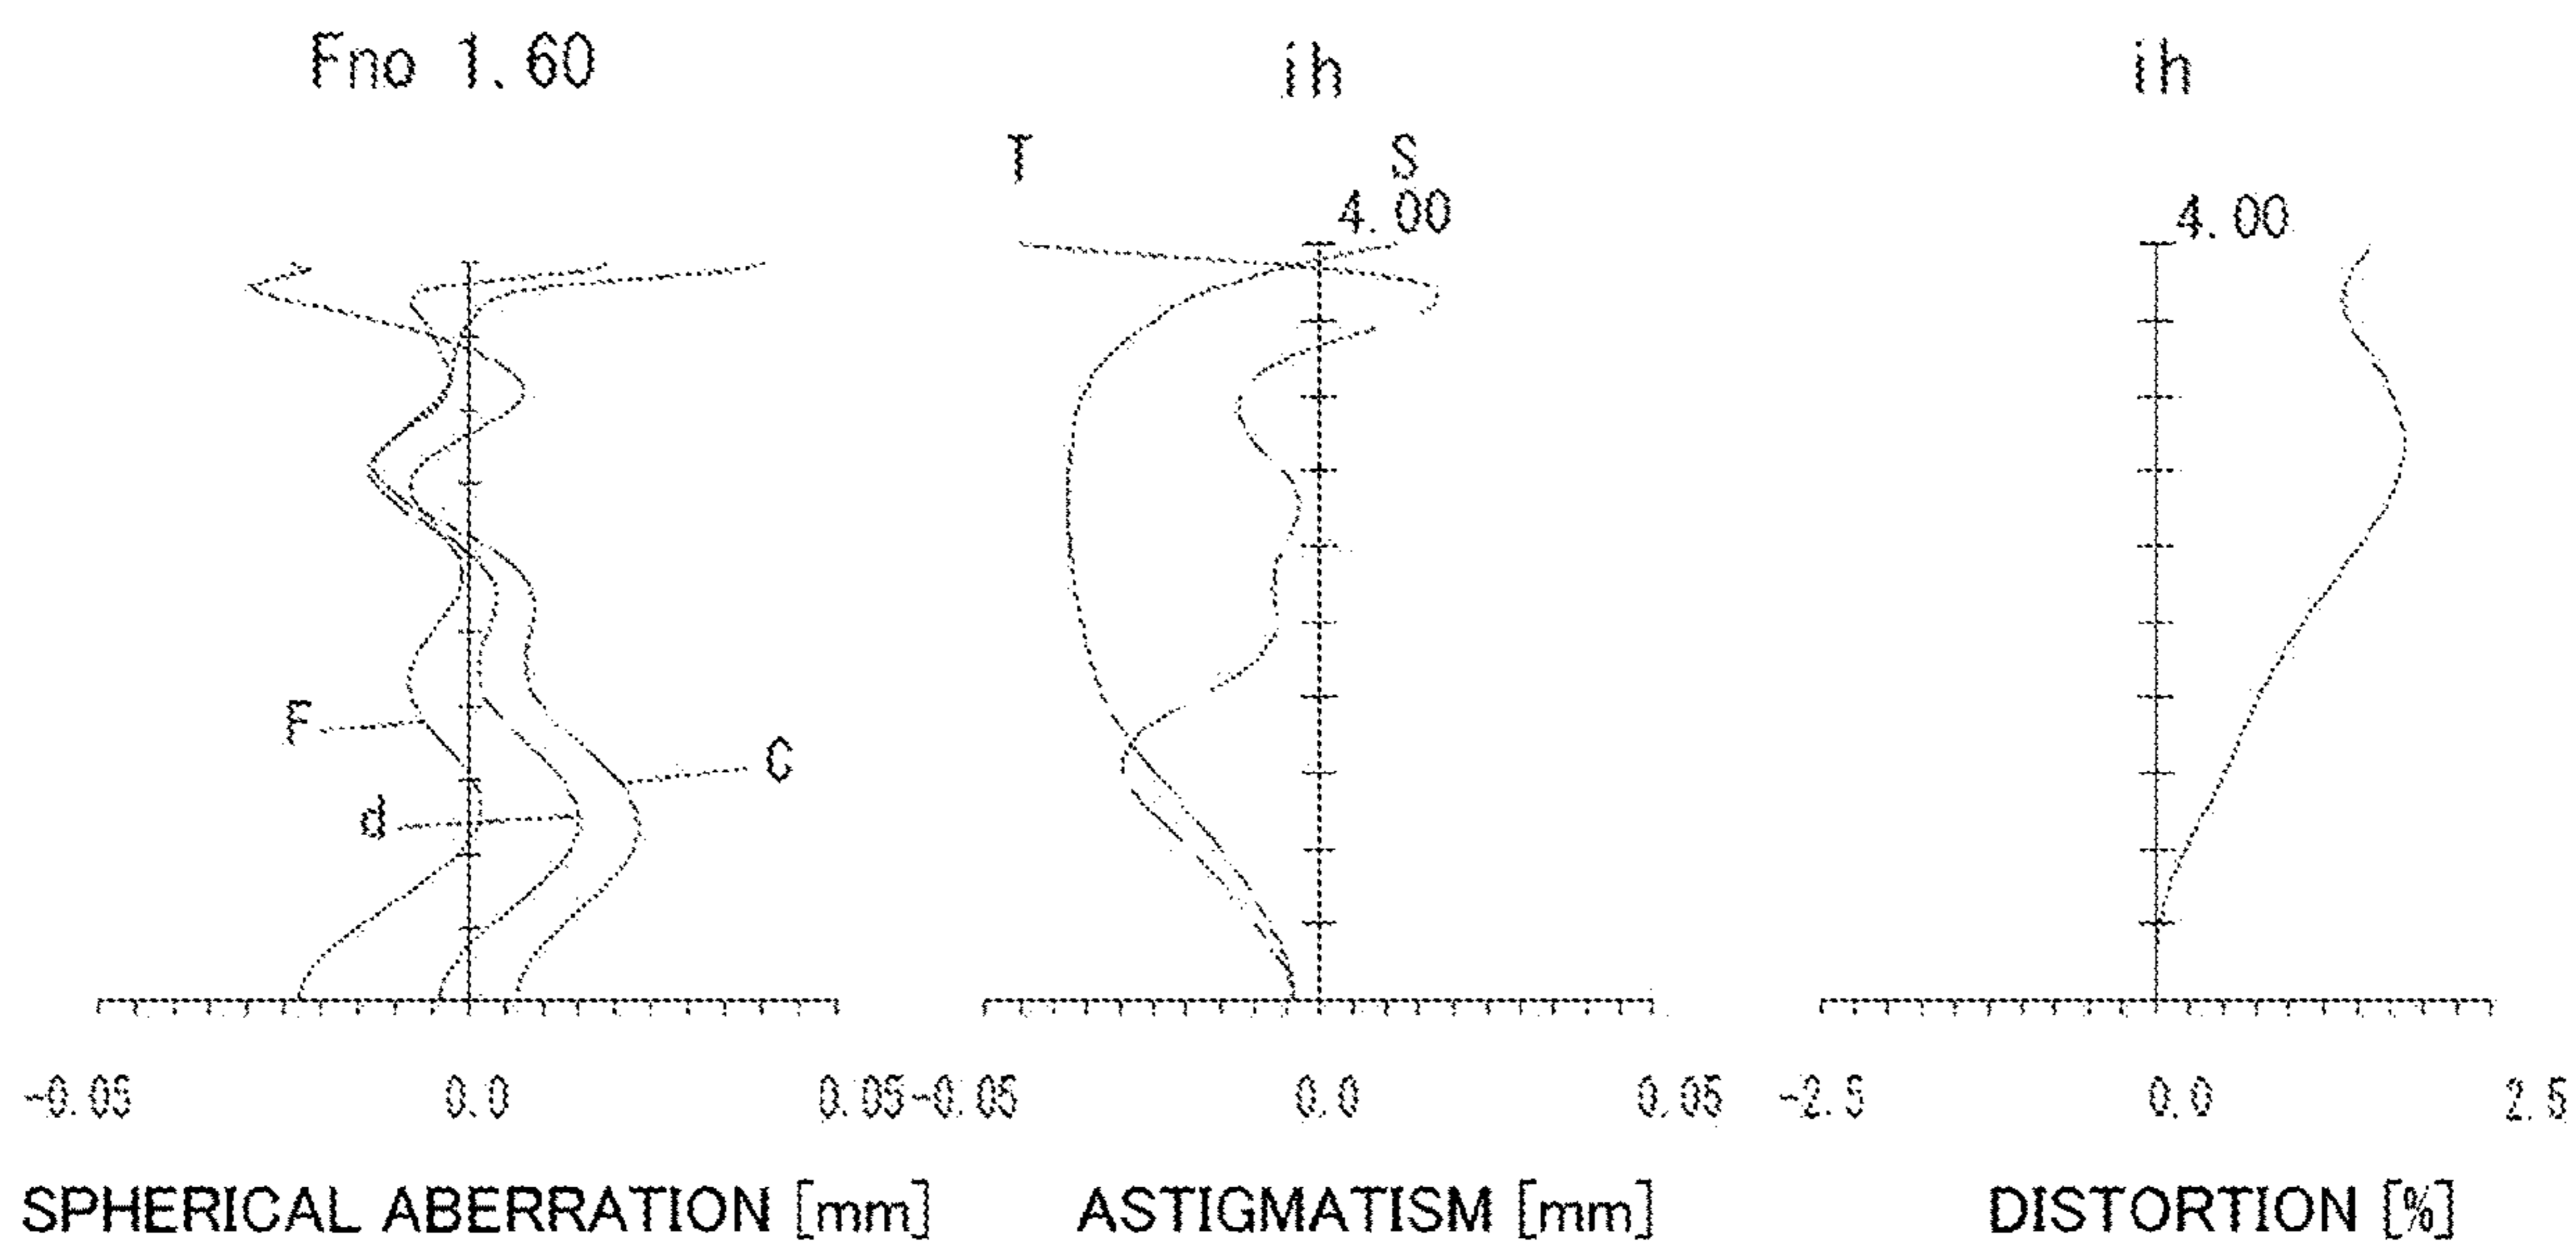 Fno 1.60
ih
ih
T
S
4.00
4.00
F
C
d
-0.05
0.0
0.05
-0.05
0.0
0.05
-2.5
0.0
2.5
SPHERICAL ABERRATION [mm]
ASTIGMATISM [mm]
DISTORTION [%]